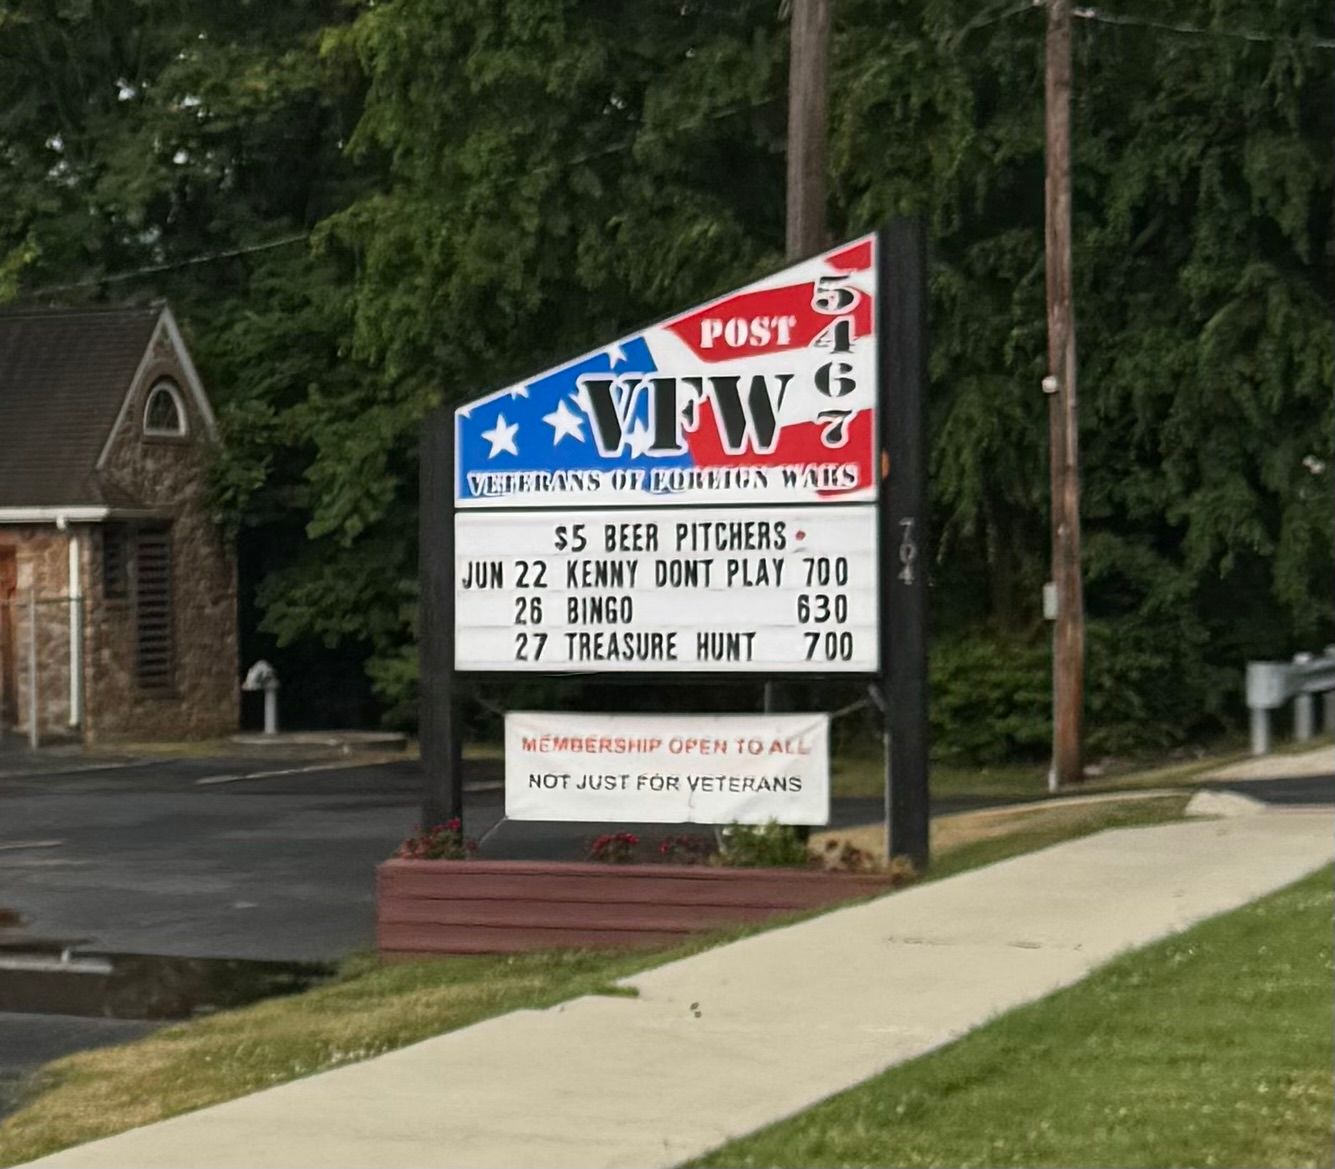 POST
5467
VFW
VETERANS OF FOREIGN WARS
$5 BEER PITCHERS
JUN 22 KENNY DONT PLAY 700
26 BINGO 630
27 TREASURE HUNT 700
704
MEMBERSHIP OPEN TO ALL
NOT JUST FOR VETERANS